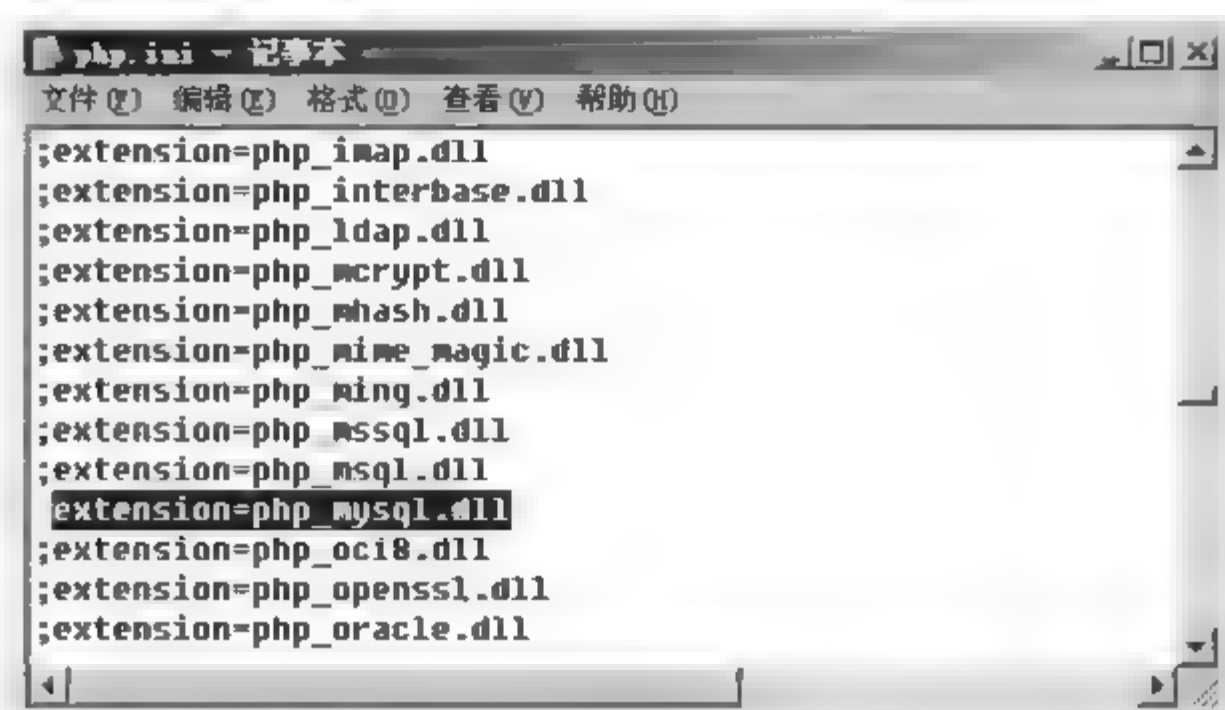 php.ini - 记事本
文件(F) 编辑(E) 格式(O) 查看(V) 帮助(H)
;extension=php_imap.dll
;extension=php_interbase.dll
;extension=php_ldap.dll
;extension=php_mcrypt.dll
;extension=php_mhash.dll
;extension=php_mime_magic.dll
;extension=php_ming.dll
;extension=php_mssql.dll
;extension=php_msql.dll
extension=php_mysql.dll
;extension=php_oci8.dll
;extension=php_openssl.dll
;extension=php_oracle.dll